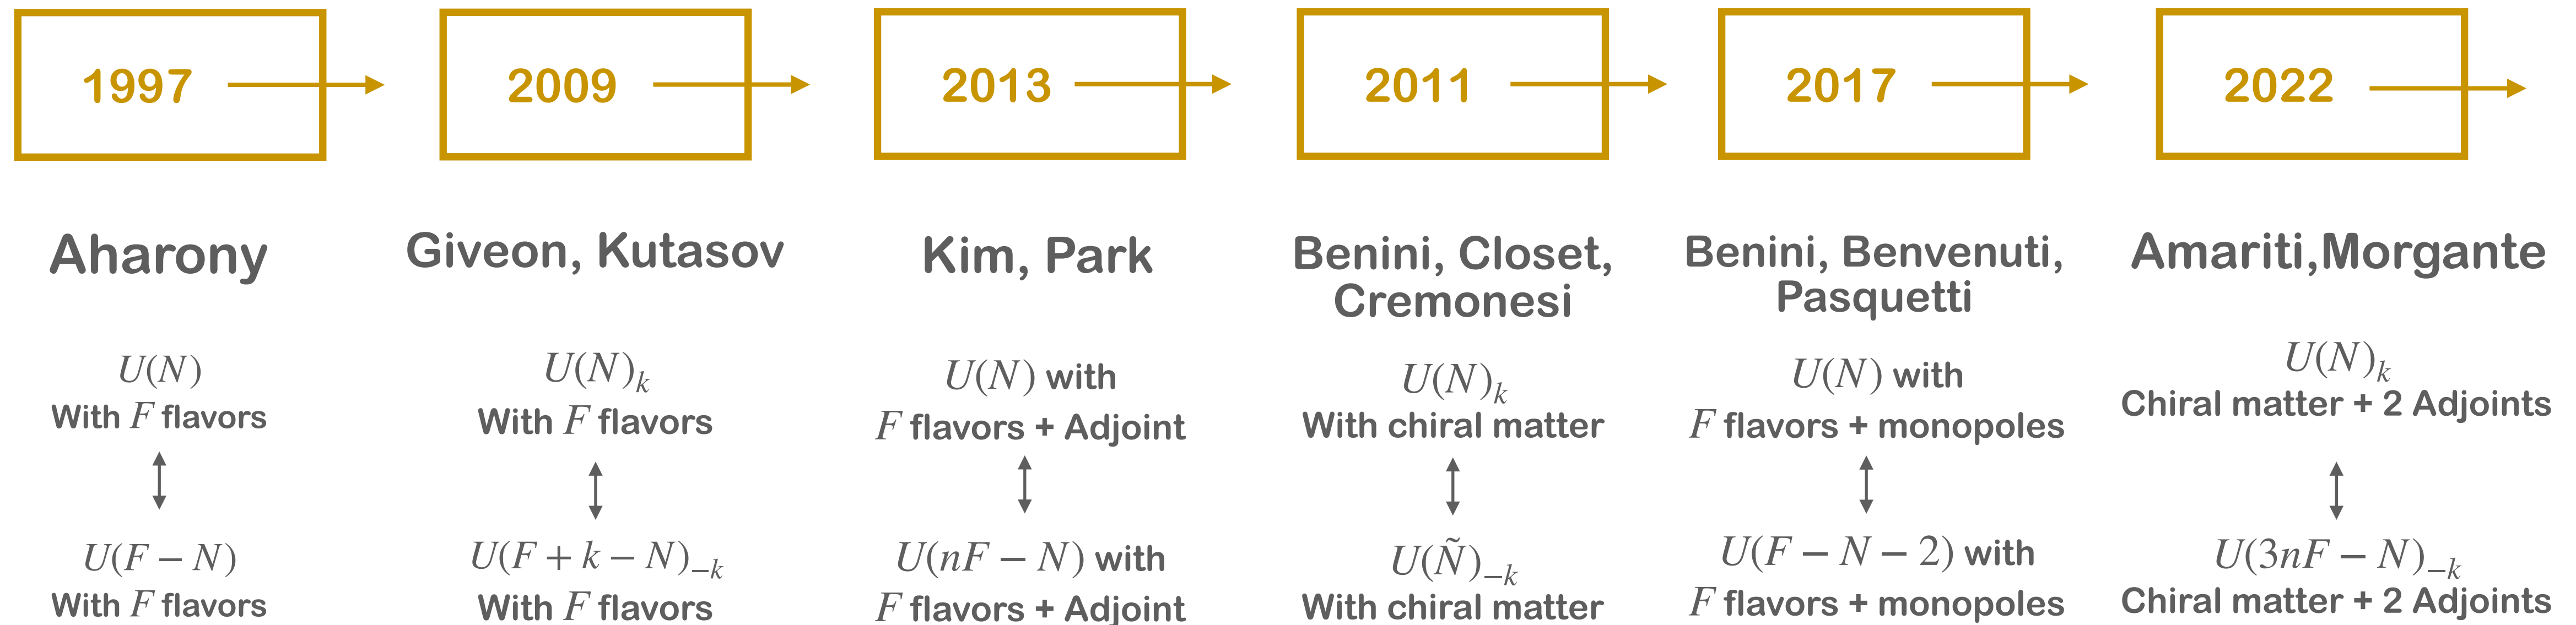 1997
2009
2013
2011
2017
2022
Aharony
Giveon, Kutasov
Kim, Park
Benini, Closet,
Cremonesi
Benini, Benvenuti,
Pasquetti
Amariti,Morgante
U(N)
With F flavors
U(N)_k
With F flavors
U(N) with
F flavors + Adjoint
U(N)_k
With chiral matter
U(N) with
F flavors + monopoles
U(N)_k
Chiral matter + 2 Adjoints
U(F − N)
With F flavors
U(F + k − N)_{−k}
With F flavors
U(nF − N) with
F flavors + Adjoint
U(Ñ)_{−k}
With chiral matter
U(F − N − 2) with
F flavors + monopoles
U(3nF − N)_{−k}
Chiral matter + 2 Adjoints